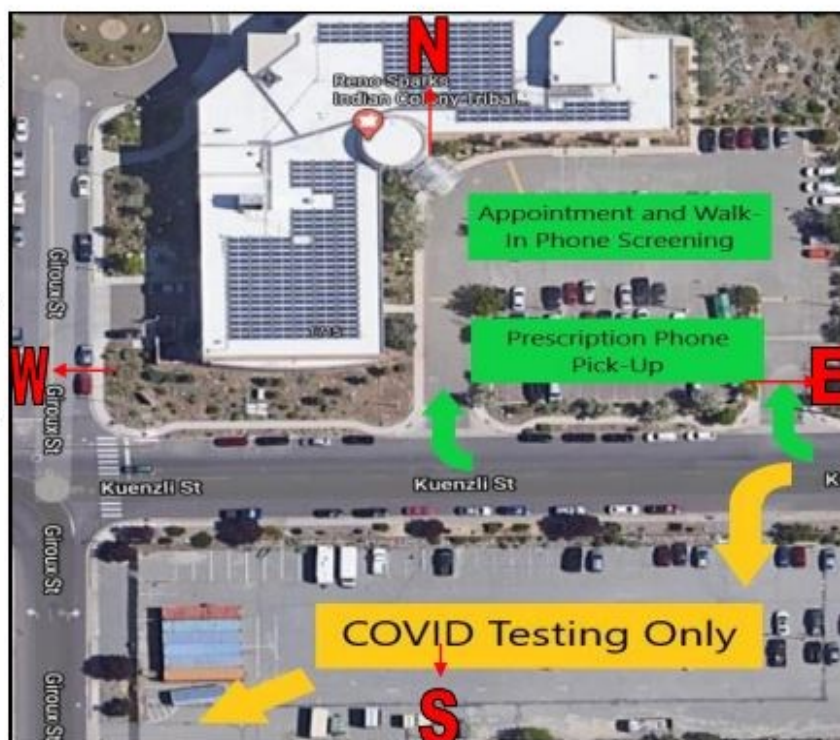 N
Reno-Sparks
Indian Colony Tribal...
Appointment and Walk-
In Phone Screening
Giroux St
Prescription Phone
Pick-Up
W
E
Giroux St
Kuenzli St
Kuenzli St
K
Giroux St
COVID Testing Only
S
Giroux St